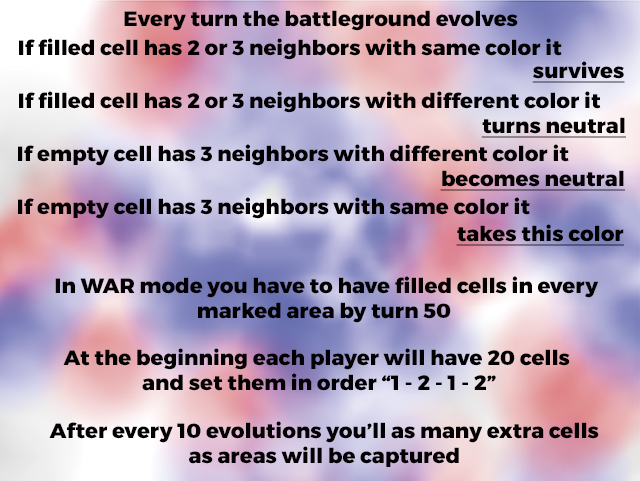 Every turn the battleground evolves
If filled cell has 2 or 3 neighbors with same color it
survives
If filled cell has 2 or 3 neighbors with different color it
turns neutral
If empty cell has 3 neighbors with different color it
becomes neutral
If empty cell has 3 neighbors with same color it
takes this color
In WAR mode you have to have filled cells in every
marked area by turn 50
At the beginning each player will have 20 cells
and set them in order “1 - 2 - 1 - 2”
After every 10 evolutions you’ll as many extra cells
as areas will be captured